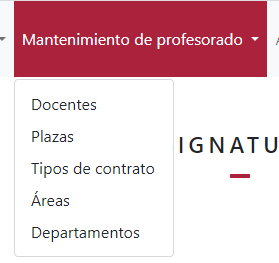 Mantenimiento de profesorado
Docentes
Plazas
IGNATU
Tipos de contrato
Áreas
Departamentos